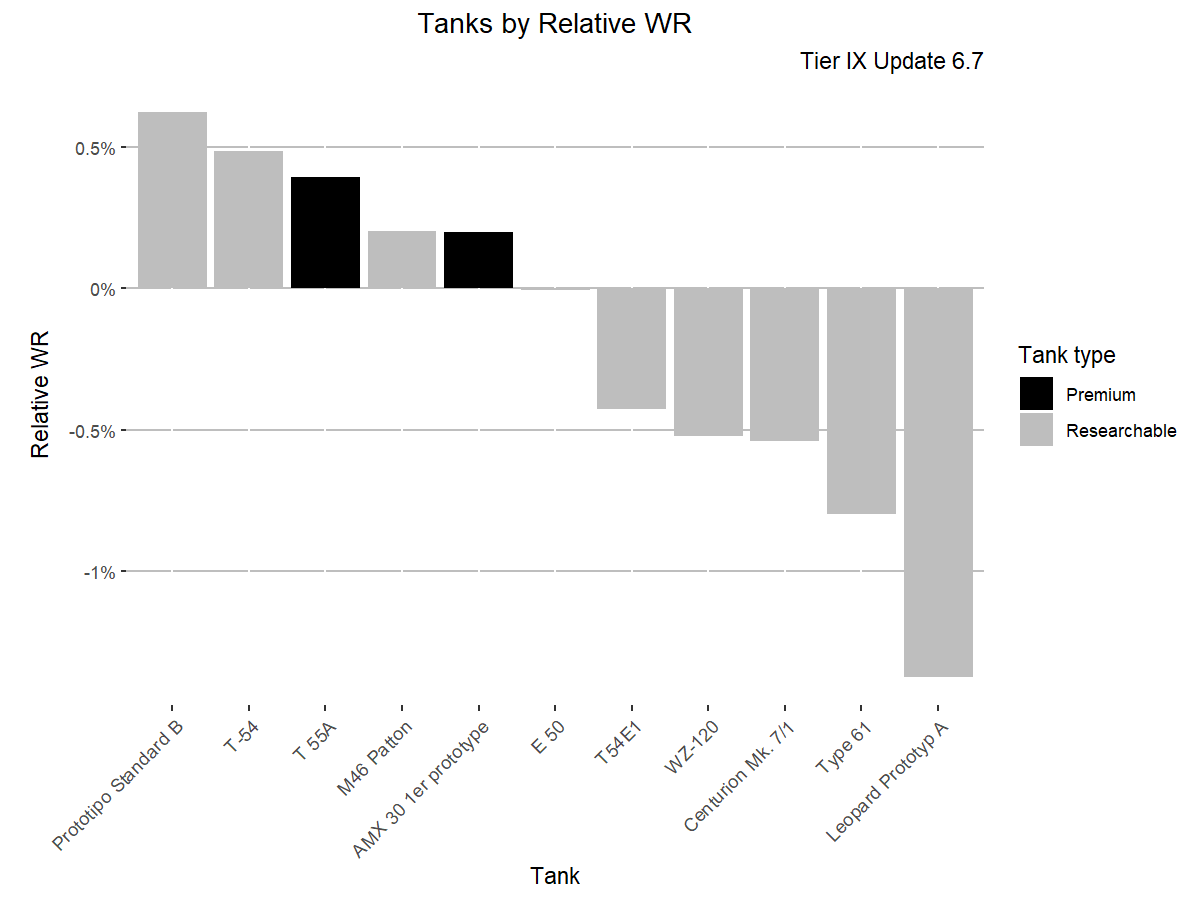 Tanks by Relative WR
Tier IX Update 6.7
0.5%
0%
-0.5%
-1%
Relative WR
Prototipo Standard B
T-54
T 55A
M46 Patton
AMX 30 1er prototype
E 50
T54E1
WZ-120
Centurion Mk. 7/1
Type 61
Leopard Prototyp A
Tank
Tank type
Premium
Researchable